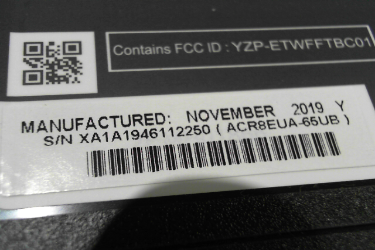 Contains FCC ID : YZP-ETWFFTBC01
MANUFACTURED: NOVEMBER 2019 Y
S/N XA1A1946112250 ( ACR8EUA-65UB )